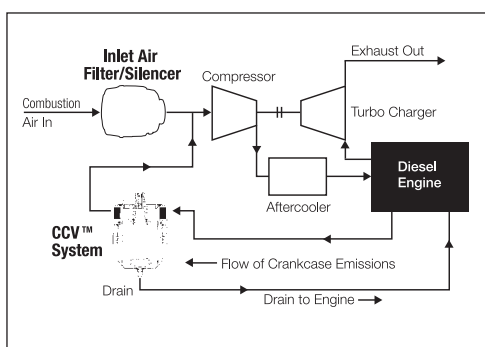 Inlet Air
Filter/Silencer
Combustion
Air In
Compressor
Exhaust Out
Turbo Charger
Aftercooler
Diesel
Engine
CCV™
System
Flow of Crankcase Emissions
Drain
Drain to Engine